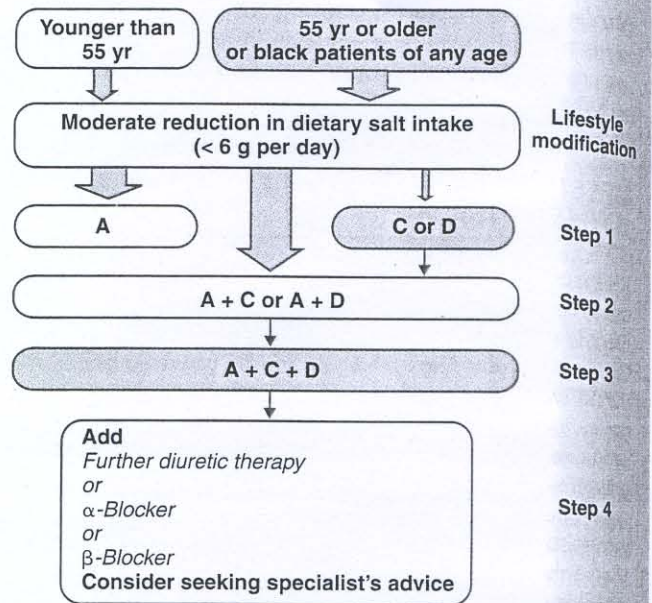 Younger than
55 yr
55 yr or older
or black patients of any age
Moderate reduction in dietary salt intake
(< 6 g per day)
Lifestyle
modification
A
C or D
Step 1
A + C or A + D
Step 2
A + C + D
Step 3
Add
Further diuretic therapy
or
α-Blocker
or
β-Blocker
Consider seeking specialist's advice
Step 4